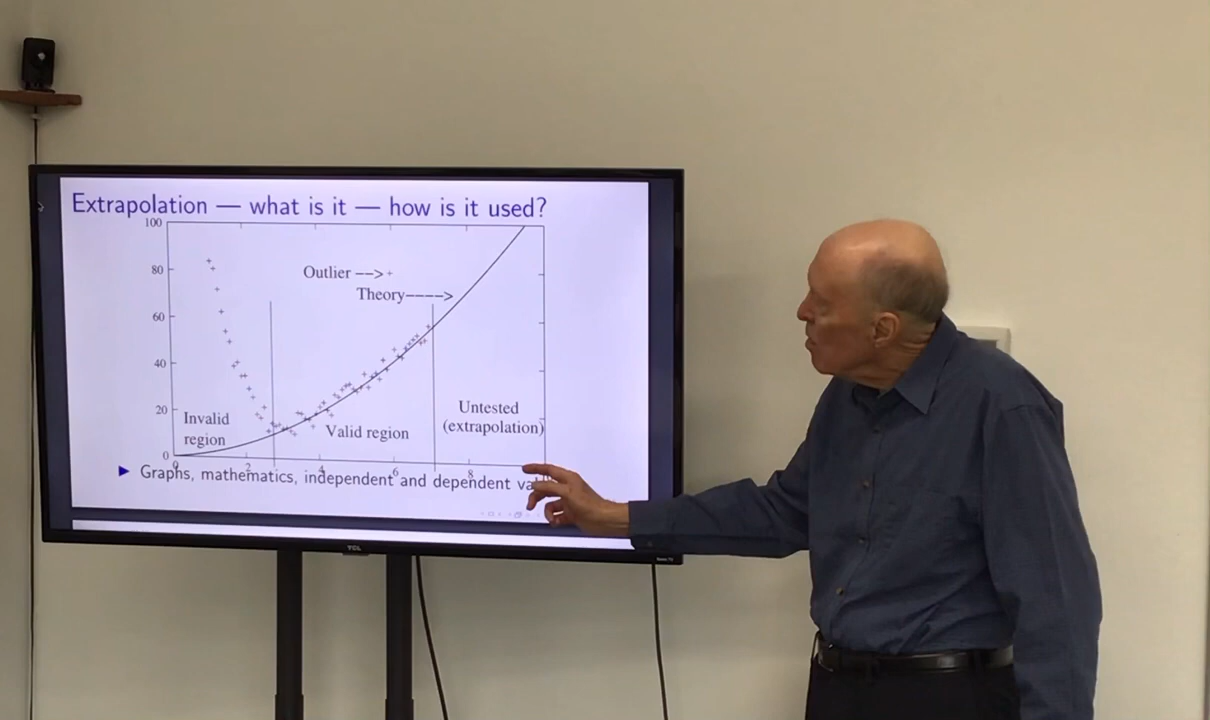 Extrapolation — what is it — how is it used?
100
80
60
40
20
0
Outlier –->+
Theory---->
Invalid
region
Valid region
Untested
(extrapolation)
0 2 4 6 8
Graphs, mathematics, independent and dependent
TCL